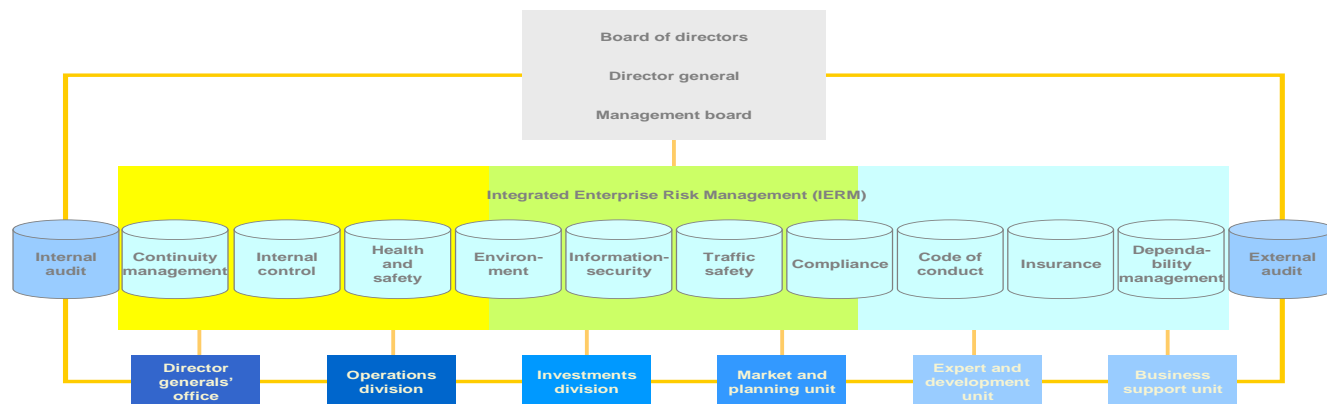 Board of directors
Director general
Management board
Integrated Enterprise Risk Management (IERM)
Internal
audit
Continuity
management
Internal
control
Health
and
safety
Environ-
ment
Information-
security
Traffic
safety
Compliance
Code of
conduct
Insurance
Dependa-
bility
management
External
audit
Director
generals’
office
Operations
division
Investments
division
Market and
planning unit
Expert and
development
unit
Business
support unit